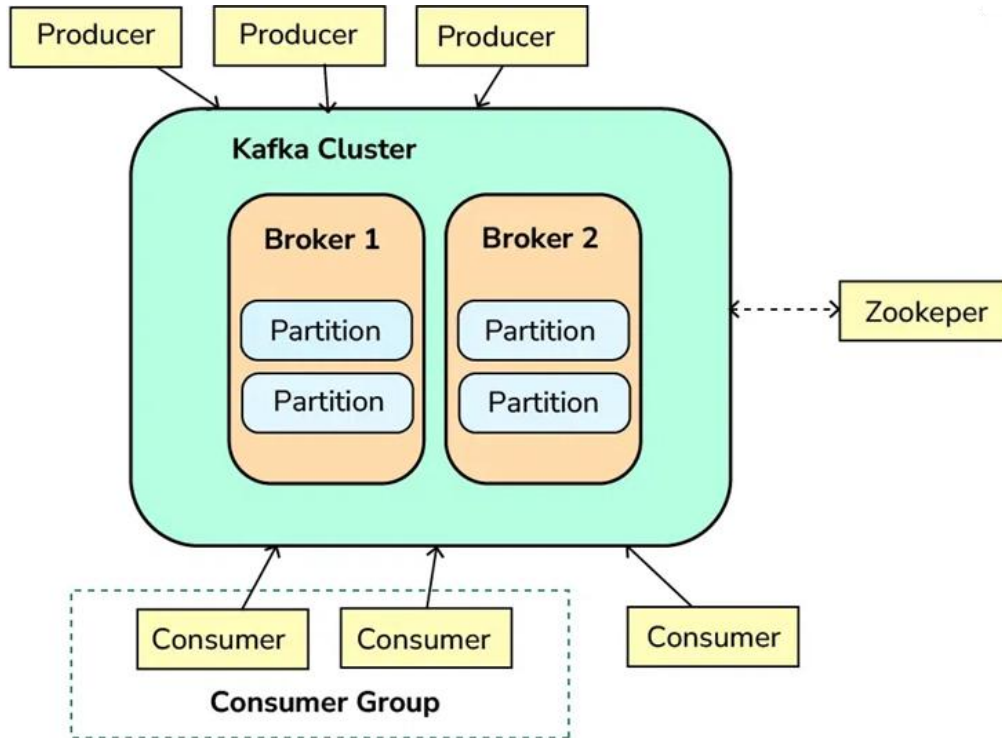 Producer
Producer
Producer
Kafka Cluster
Broker 1
Broker 2
Partition
Partition
Partition
Partition
Zookeper
Consumer
Consumer
Consumer
Consumer Group